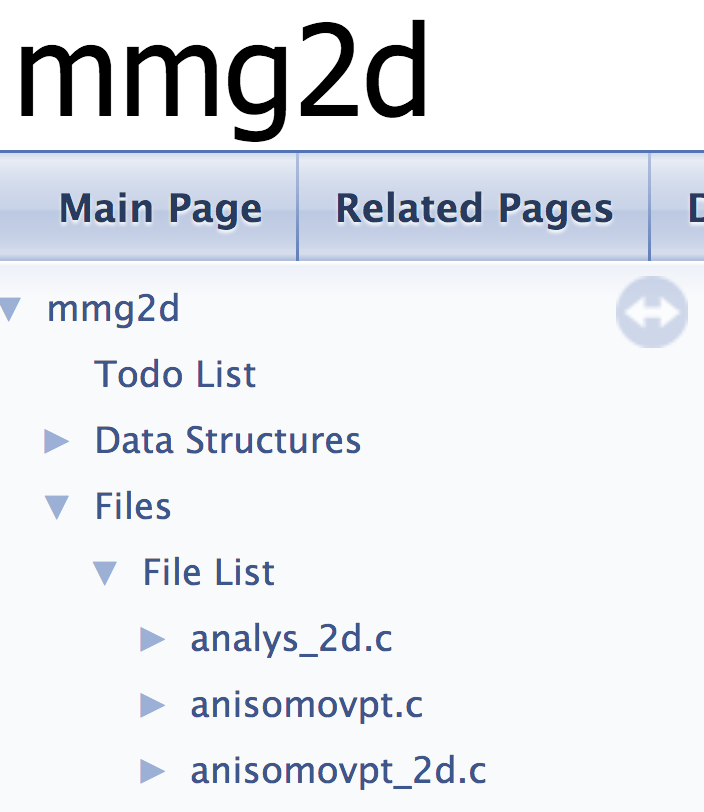 mmg2d
Main Page Related Pages
mmg2d
Todo List
Data Structures
Files
File List
analys_2d.c
anisomovpt.c
anisomovpt_2d.c